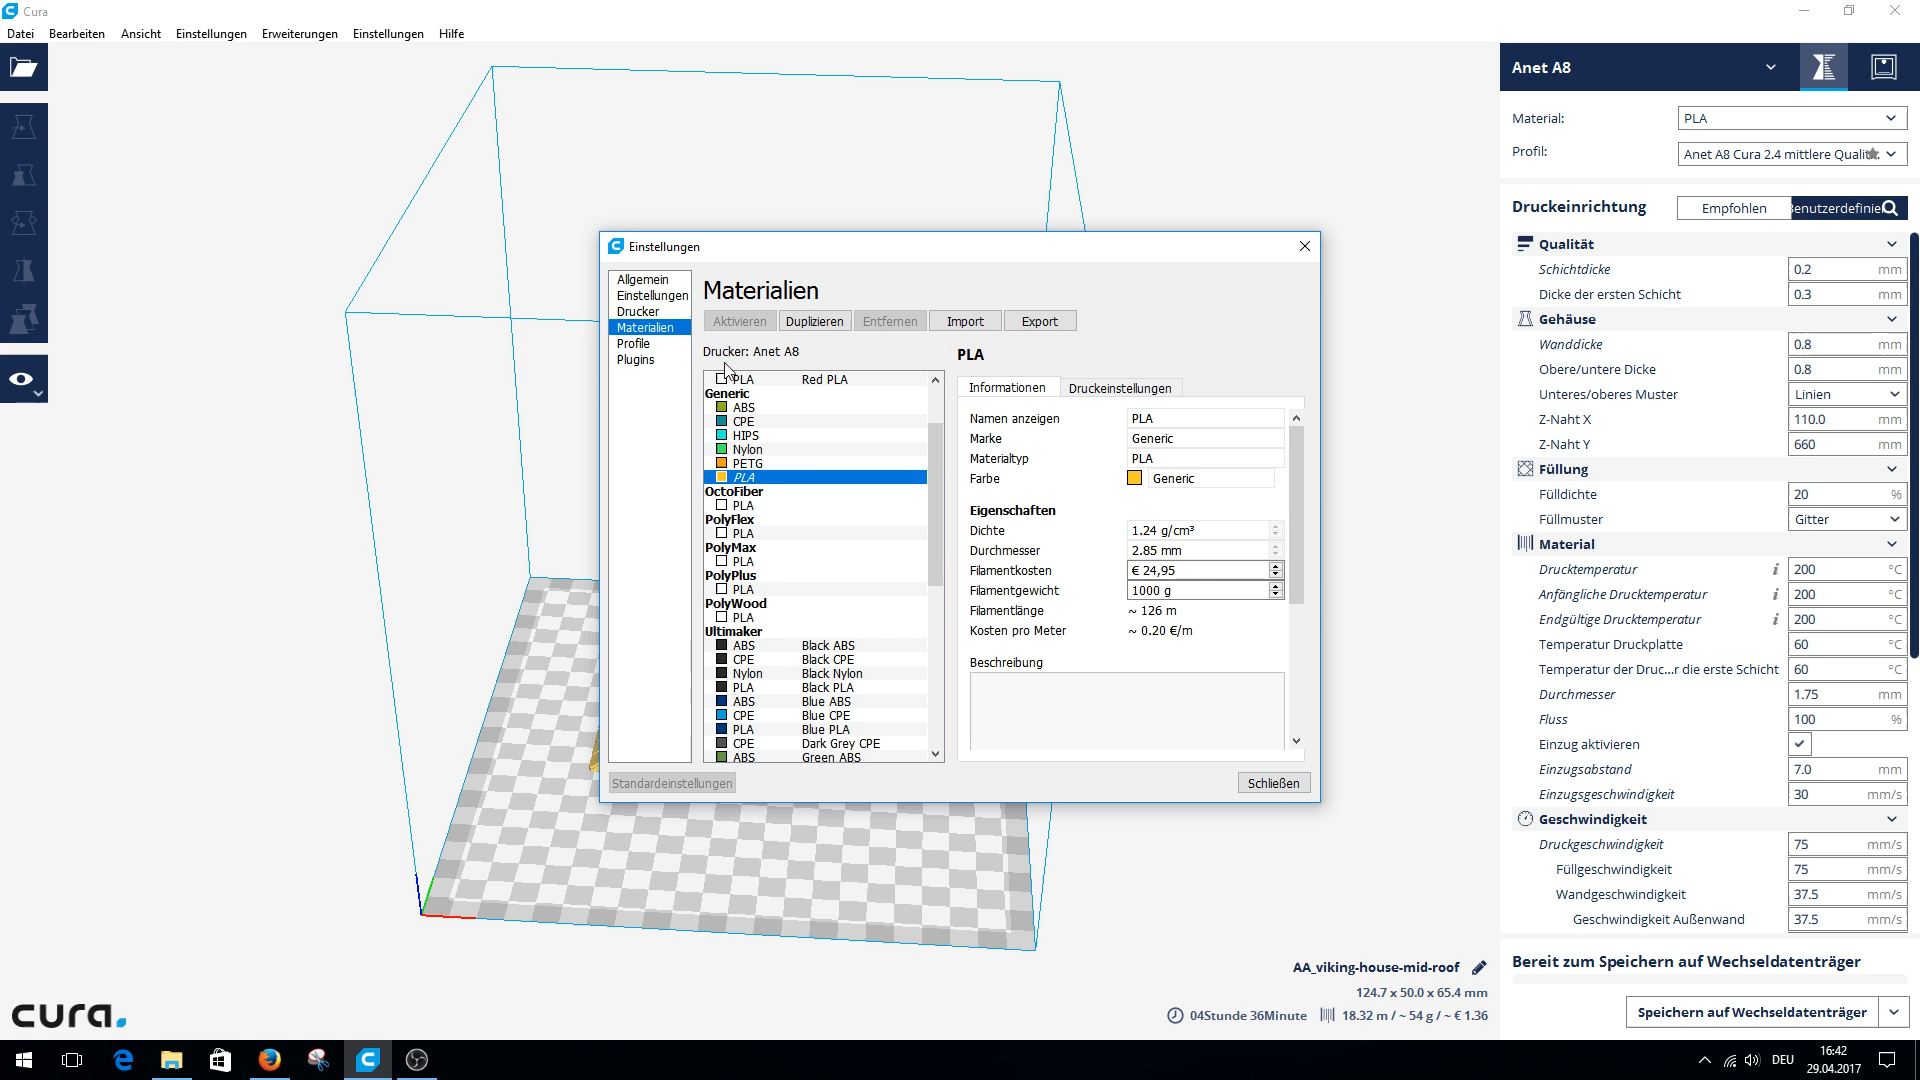 Cura
Datei Bearbeiten Ansicht Einstellungen Erweiterungen Einstellungen Hilfe
Anet A8
Material: PLA
Profil: Anet A8 Cura 2.4 mittlere Qualit
Druckeinrichtung Empfohlen Benutzerdefinie
Qualität
Schichtdicke 0.2 mm
Dicke der ersten Schicht 0.3 mm
Gehäuse
Wanddicke 0.8 mm
Obere/untere Dicke 0.8 mm
Unteres/oberes Muster Linien
Z-Naht X 110.0 mm
Z-Naht Y 660 mm
Füllung
Fülldichte 20 %
Füllmuster Gitter
Material
Drucktemperatur i 200 °C
Anfängliche Drucktemperatur i 200 °C
Endgültige Drucktemperatur i 200 °C
Temperatur Druckplatte 60 °C
Temperatur der Druc...r die erste Schicht 60 °C
Durchmesser 1.75 mm
Fluss 100 %
Einzug aktivieren
Einzugsabstand 7.0 mm
Einzugsgeschwindigkeit 30 mm/s
Geschwindigkeit
Druckgeschwindigkeit 75 mm/s
Füllgeschwindigkeit 75 mm/s
Wandgeschwindigkeit 37.5 mm/s
Geschwindigkeit Außenwand 37.5 mm/s
Bereit zum Speichern auf Wechseldatenträger
Speichern auf Wechseldatenträger
Einstellungen
Allgemein
Einstellungen
Drucker
Materialien
Profile
Plugins
Materialien
Aktivieren Duplizieren Entfernen Import Export
Drucker: Anet A8
PLA Red PLA
Generic
ABS
CPE
HIPS
Nylon
PETG
PLA
OctoFiber
PLA
PolyFlex
PLA
PolyMax
PLA
PolyPlus
PLA
PolyWood
PLA
Ultimaker
ABS Black ABS
CPE Black CPE
Nylon Black Nylon
PLA Black PLA
ABS Blue ABS
CPE Blue CPE
PLA Blue PLA
CPE Dark Grey CPE
ABS Green ABS
PLA
Informationen Druckeinstellungen
Namen anzeigen PLA
Marke Generic
Materialtyp PLA
Farbe Generic
Eigenschaften
Dichte 1.24 g/cm³
Durchmesser 2.85 mm
Filamentkosten € 24,95
Filamentgewicht 1000 g
Filamentlänge ~ 126 m
Kosten pro Meter ~ 0.20 €/m
Beschreibung
Standardeinstellungen Schließen
AA_viking-house-mid-roof
124.7 x 50.0 x 65.4 mm
04Stunde 36Minute 18.32 m / ~ 54 g / ~ € 1.36
cura.
DEU 16:42
29.04.2017